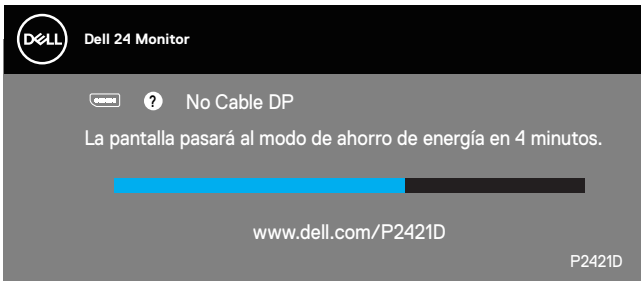 DELL Dell 24 Monitor
? No Cable DP
La pantalla pasará al modo de ahorro de energía en 4 minutos.
www.dell.com/P2421D
P2421D